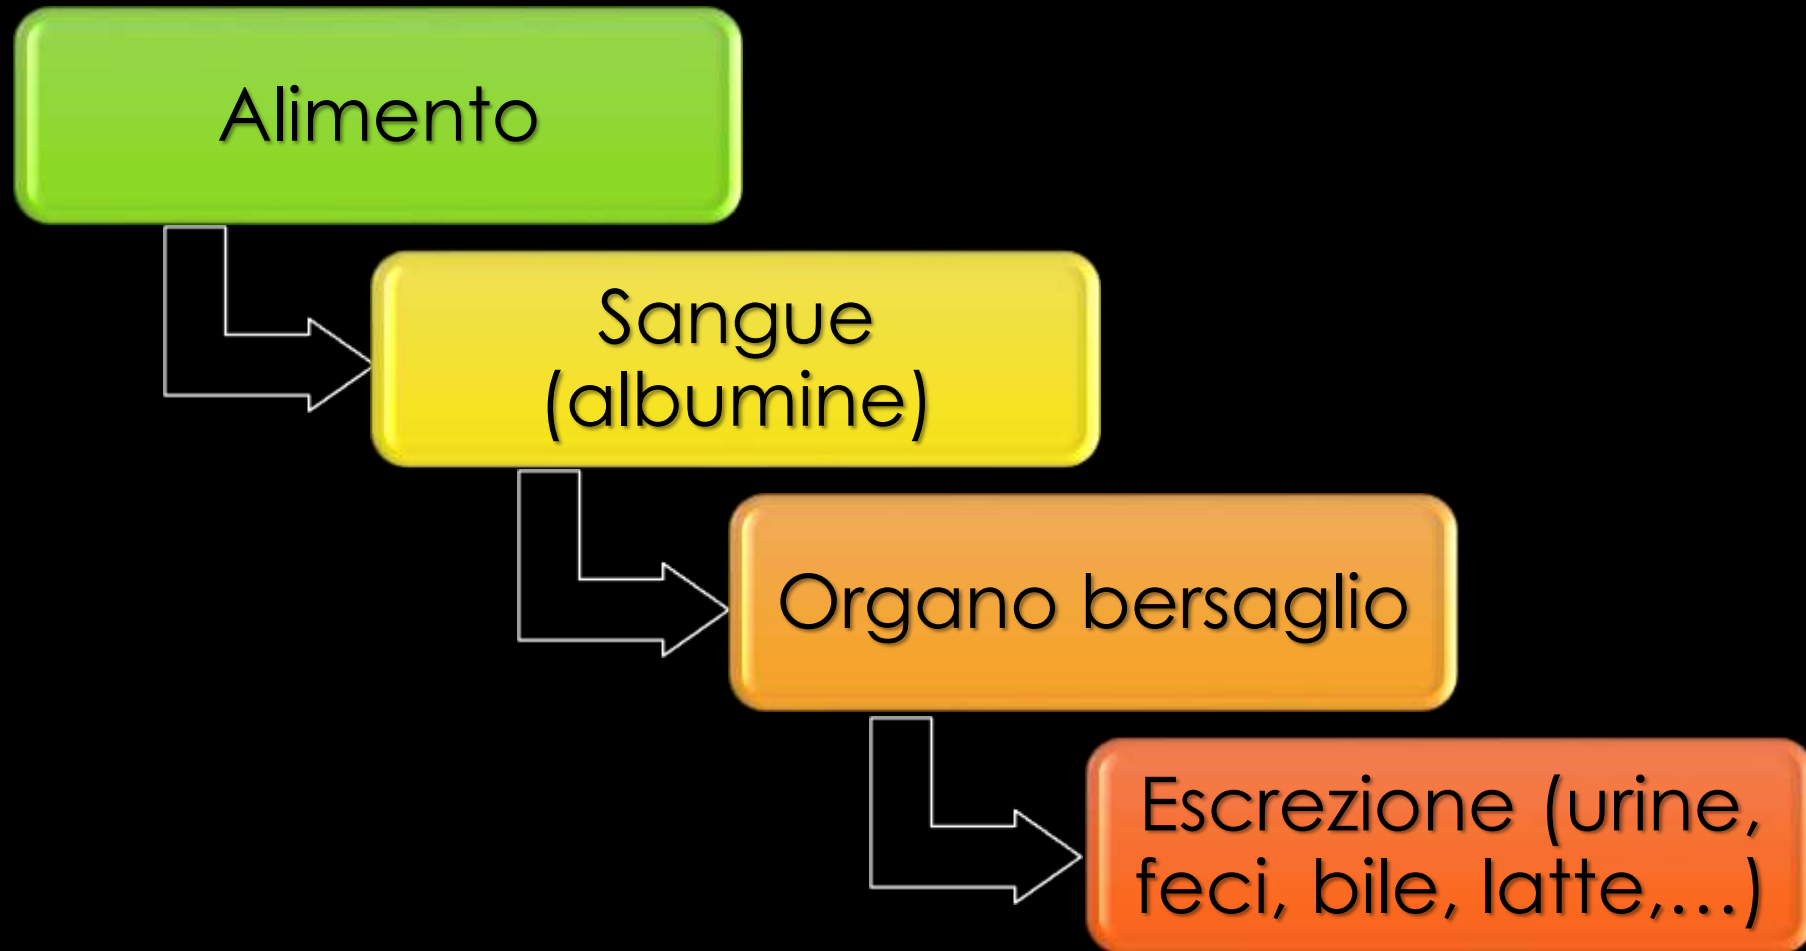 Alimento
Sangue
(albumine)
Organo bersaglio
Escrezione (urine,
feci, bile, latte,...)